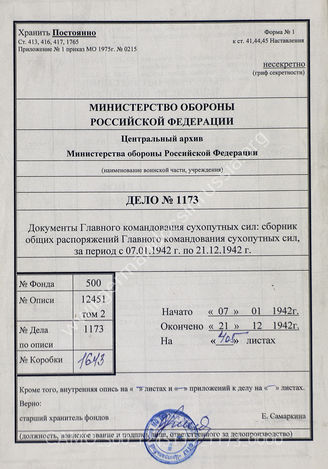 Хранить Постоянно
Форма № 1
Ст. 413, 416, 417, 1765
к ст. 41,44,45 Наставления
Приложение № 1 приказ МО 1975г. № 0215
несекретно
(гриф секретности)
МИНИСТЕРСТВО ОБОРОНЫ
РОССИЙСКОЙ ФЕДЕРАЦИИ
Центральный архив
Министерства обороны Российской Федерации
(наименование воинской части, учреждения)
ДЕЛО № 1173
Документы Главного командования сухопутных сил: сборник
общих распоряжений Главного командования сухопутных сил,
за период с 07.01.1942 г. по 21.12.1942 г.
№ Фонда 500
№ Описи 12451
том 2
№ Дела 1173
по описи
№ Коробки 1643
Начато « 07 » 01 1942г.
Окончено « 21 » 12 1942г.
На « 405 » листах
Кроме того, внутренняя опись на « » листах и приложений к делу на « » листах.
Верно:
старший хранитель фондов Е. Самаркина
(должность, воинское звание и подпись лица, ответственного за делопроизводство)